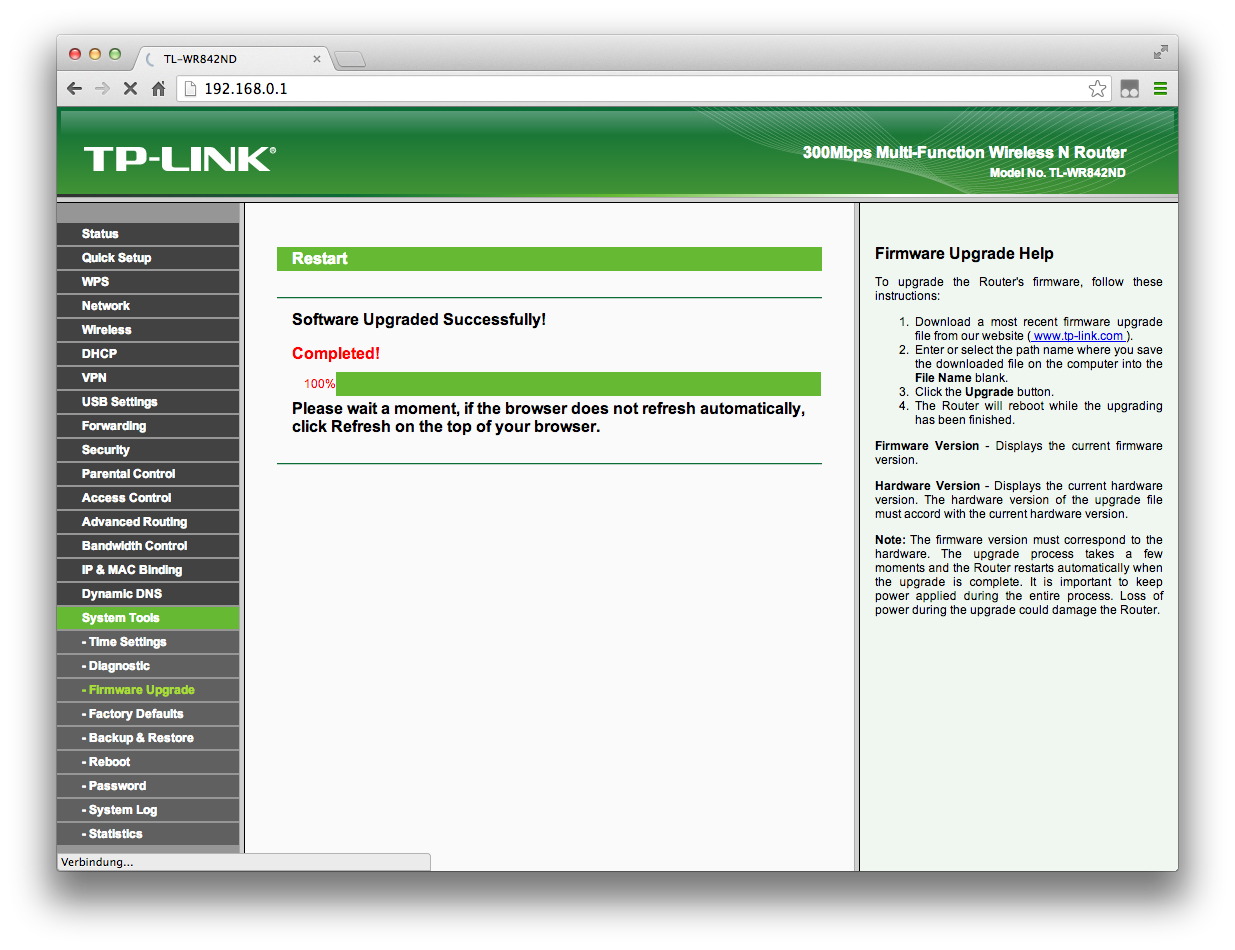 TL-WR842ND
192.168.0.1
TP-LINK®
300Mbps Multi-Function Wireless N Router
Model No. TL-WR842ND
Status
Quick Setup
WPS
Network
Wireless
DHCP
VPN
USB Settings
Forwarding
Security
Parental Control
Access Control
Advanced Routing
Bandwidth Control
IP & MAC Binding
Dynamic DNS
System Tools
- Time Settings
- Diagnostic
- Firmware Upgrade
- Factory Defaults
- Backup & Restore
- Reboot
- Password
- System Log
- Statistics
Restart
Software Upgraded Successfully!
Completed!
100%
Please wait a moment, if the browser does not refresh automatically,
click Refresh on the top of your browser.
Firmware Upgrade Help
To upgrade the Router's firmware, follow these
instructions:
1. Download a most recent firmware upgrade
file from our website ( www.tp-link.com ).
2. Enter or select the path name where you save
the downloaded file on the computer into the
File Name blank.
3. Click the Upgrade button.
4. The Router will reboot while the upgrading
has been finished.
Firmware Version - Displays the current firmware
version.
Hardware Version - Displays the current hardware
version. The hardware version of the upgrade file
must accord with the current hardware version.
Note: The firmware version must correspond to the
hardware. The upgrade process takes a few
moments and the Router restarts automatically when
the upgrade is complete. It is important to keep
power applied during the entire process. Loss of
power during the upgrade could damage the Router.
Verbindung...